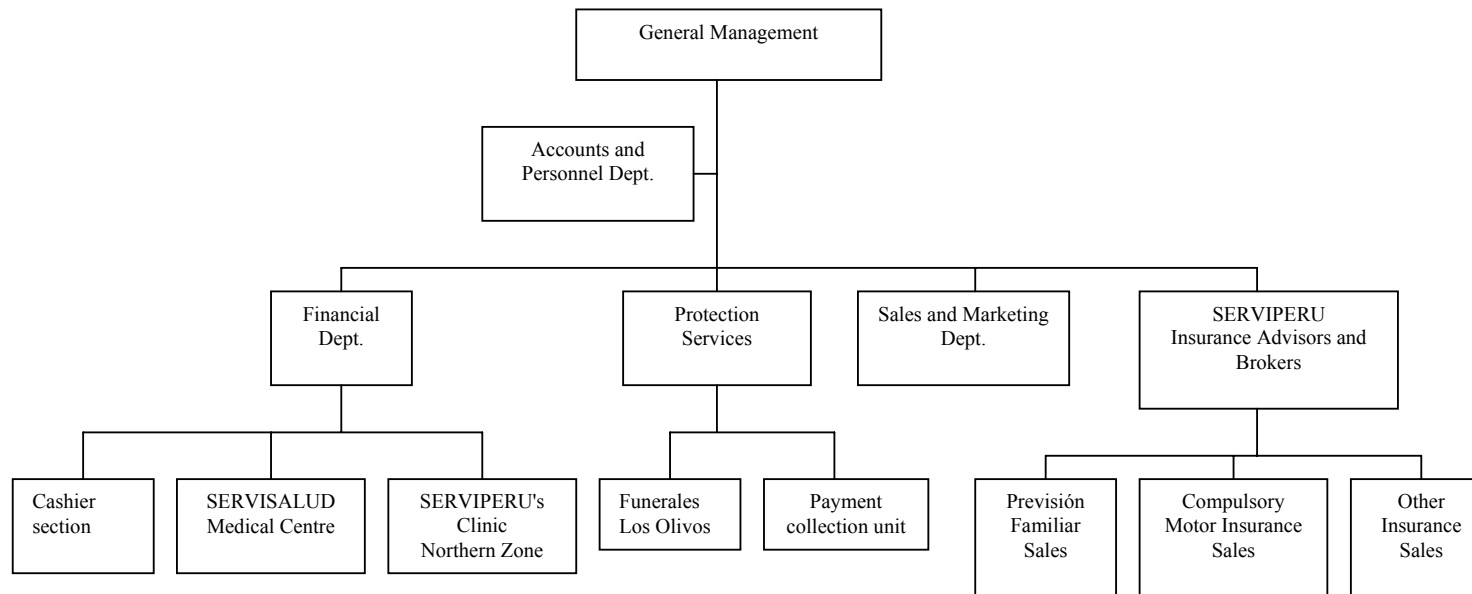 General Management
Accounts and
Personnel Dept.
Financial
Dept.
Protection
Services
Sales and Marketing
Dept.
SERVIPERU
Insurance Advisors and
Brokers
Cashier
section
SERVISALUD
Medical Centre
SERVIPERU's
Clinic
Northern Zone
Funerales
Los Olivos
Payment
collection unit
Previsión
Familiar
Sales
Compulsory
Motor Insurance
Sales
Other
Insurance
Sales